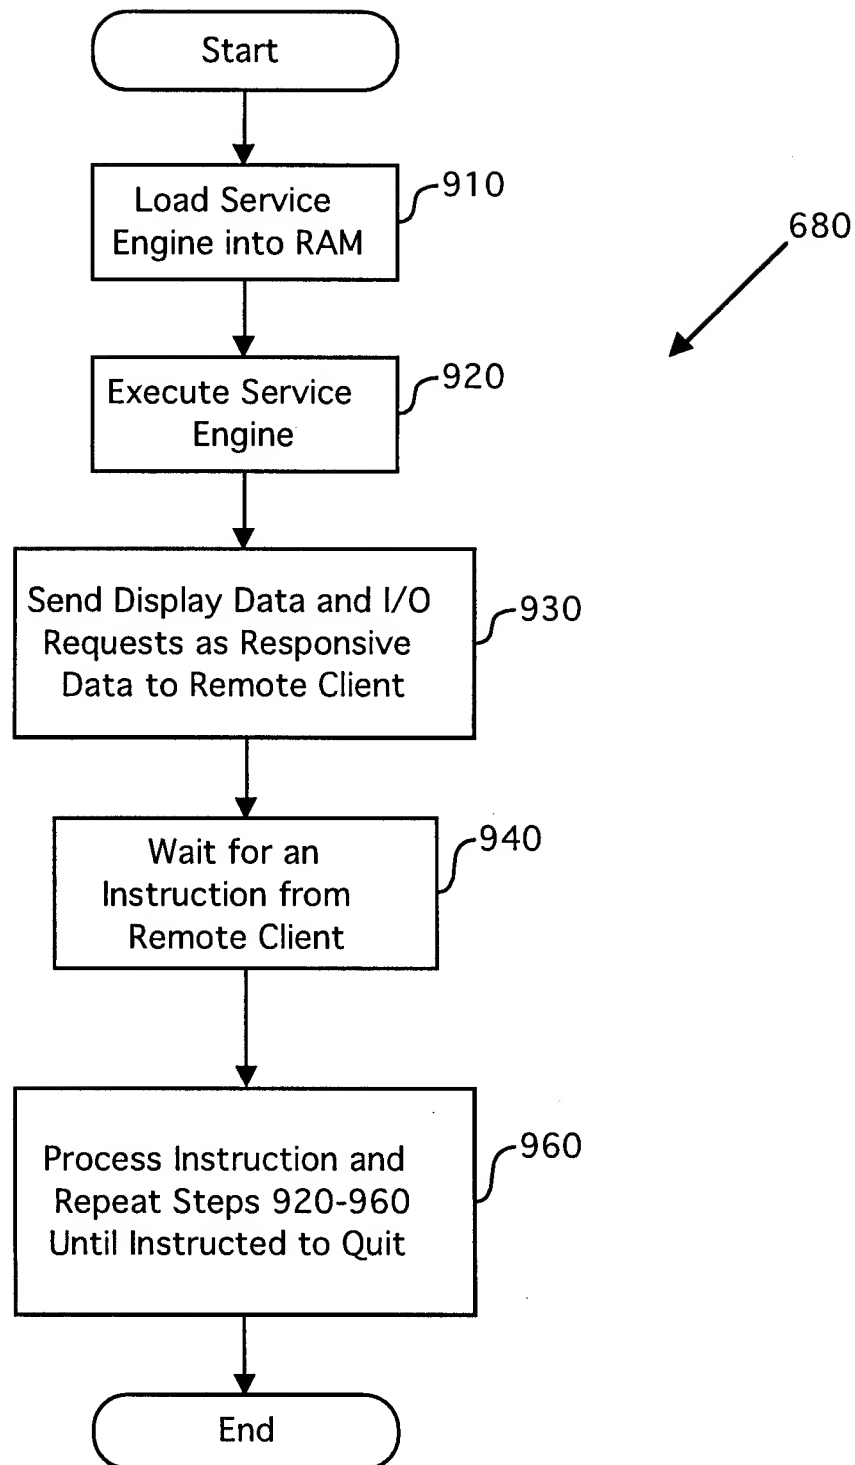 Start
Load Service
Engine into RAM
910
680
Execute Service
Engine
920
Send Display Data and I/O
Requests as Responsive
Data to Remote Client
930
Wait for an
Instruction from
Remote Client
940
Process Instruction and
Repeat Steps 920-960
Until Instructed to Quit
960
End